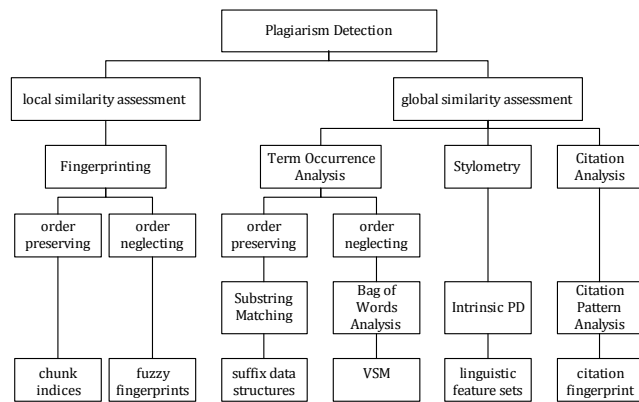 Plagiarism Detection
local similarity assessment
global similarity assessment
Fingerprinting
Term Occurrence
Analysis
Stylometry
Citation
Analysis
order
preserving
order
neglecting
order
preserving
order
neglecting
Substring
Matching
Bag of
Words
Analysis
Intrinsic PD
Citation
Pattern
Analysis
chunk
indices
fuzzy
fingerprints
suffix data
structures
VSM
linguistic
feature sets
citation
fingerprint